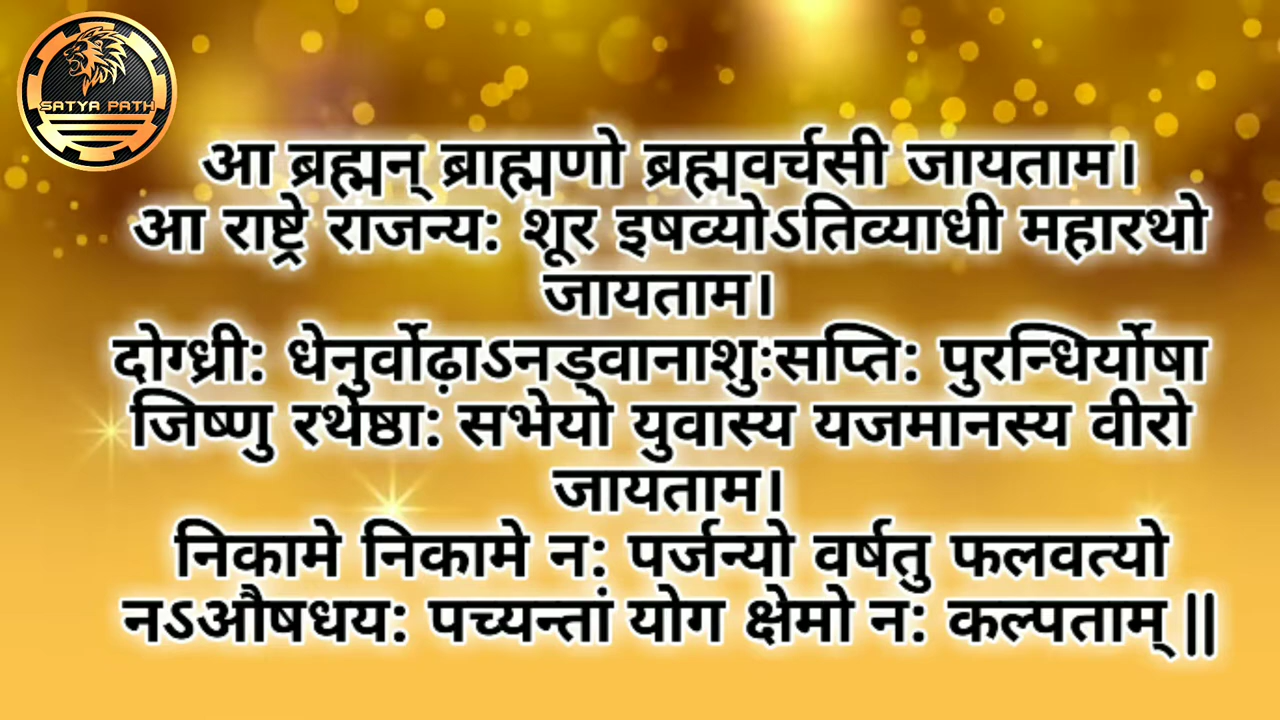 SATYA PATH
आ ब्रह्मन् ब्राह्मणो ब्रह्मवर्चसी जायताम।
आ राष्ट्रे राजन्य: शूर इषव्योऽतिव्याधी महारथो
जायताम।
दोग्ध्री: धेनुर्वोढ़ाऽनड्वानाशुःसप्ति: पुरन्धिर्योषा
जिष्णु रथेष्ठा: सभेयो युवास्य यजमानस्य वीरो
जायताम।
निकामे निकामे न: पर्जन्यो वर्षतु फलवत्यो
नऽऔषधय: पच्यन्तां योग क्षेमो न: कल्पताम् ||